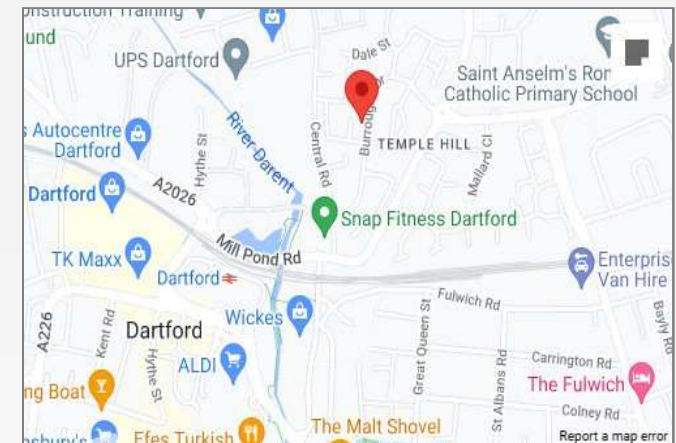 Construction Training
und
UPS Dartford
Dale St
Saint Anselm's Ro
Catholic Primary School
s Autocentre
Dartford
River Darent
Hythe St
Central Rd
Burroug
TEMPLE HILL
Mallard Cl
Dartford
A2026
Snap Fitness Dartford
TK Maxx
Mill Pond Rd
Dartford
Enterpris
Van Hire
Fulwich Rd
Wickes
A226
Kent Rd
Dartford
Hythe St
ALDI
Great Queen St
St Albans Rd
Bayly Rd
Carrington Rd
The Fulwich
Colney Rd
ng Boat
nsbury's
Efes Turkish
The Malt Shovel
Report a map error